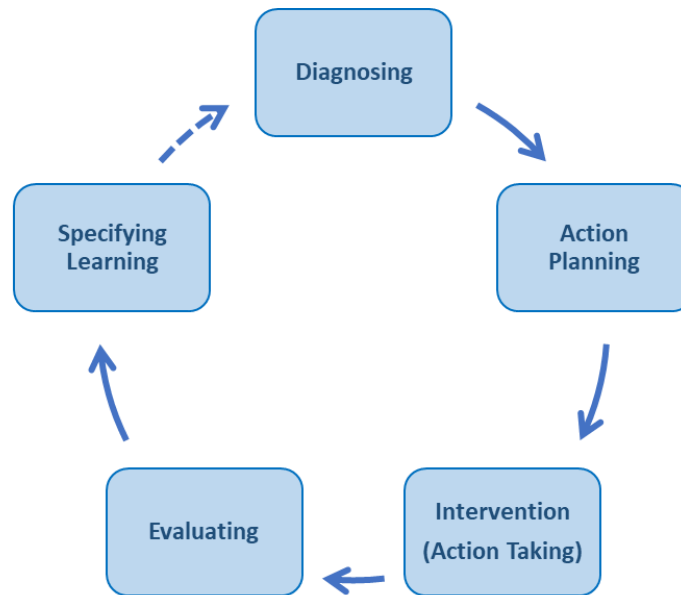 Diagnosing
Action
Planning
Intervention
(Action Taking)
Evaluating
Specifying
Learning